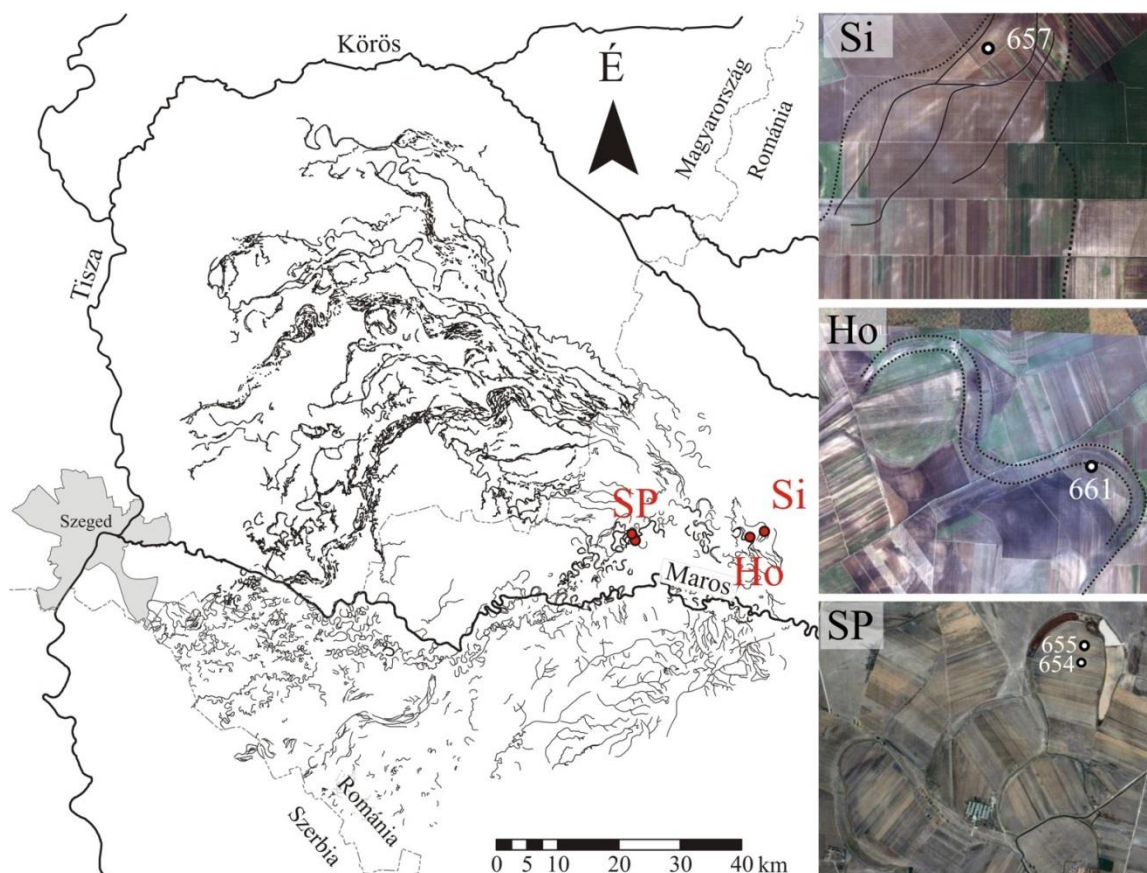 Körös
É
Magyarország
Románia
Tisza
Szeged
SP
Si
Ho
Maros
Románia
Szerbia
0 5 10 20 30 40 km
Si
657
Ho
661
SP
655
654